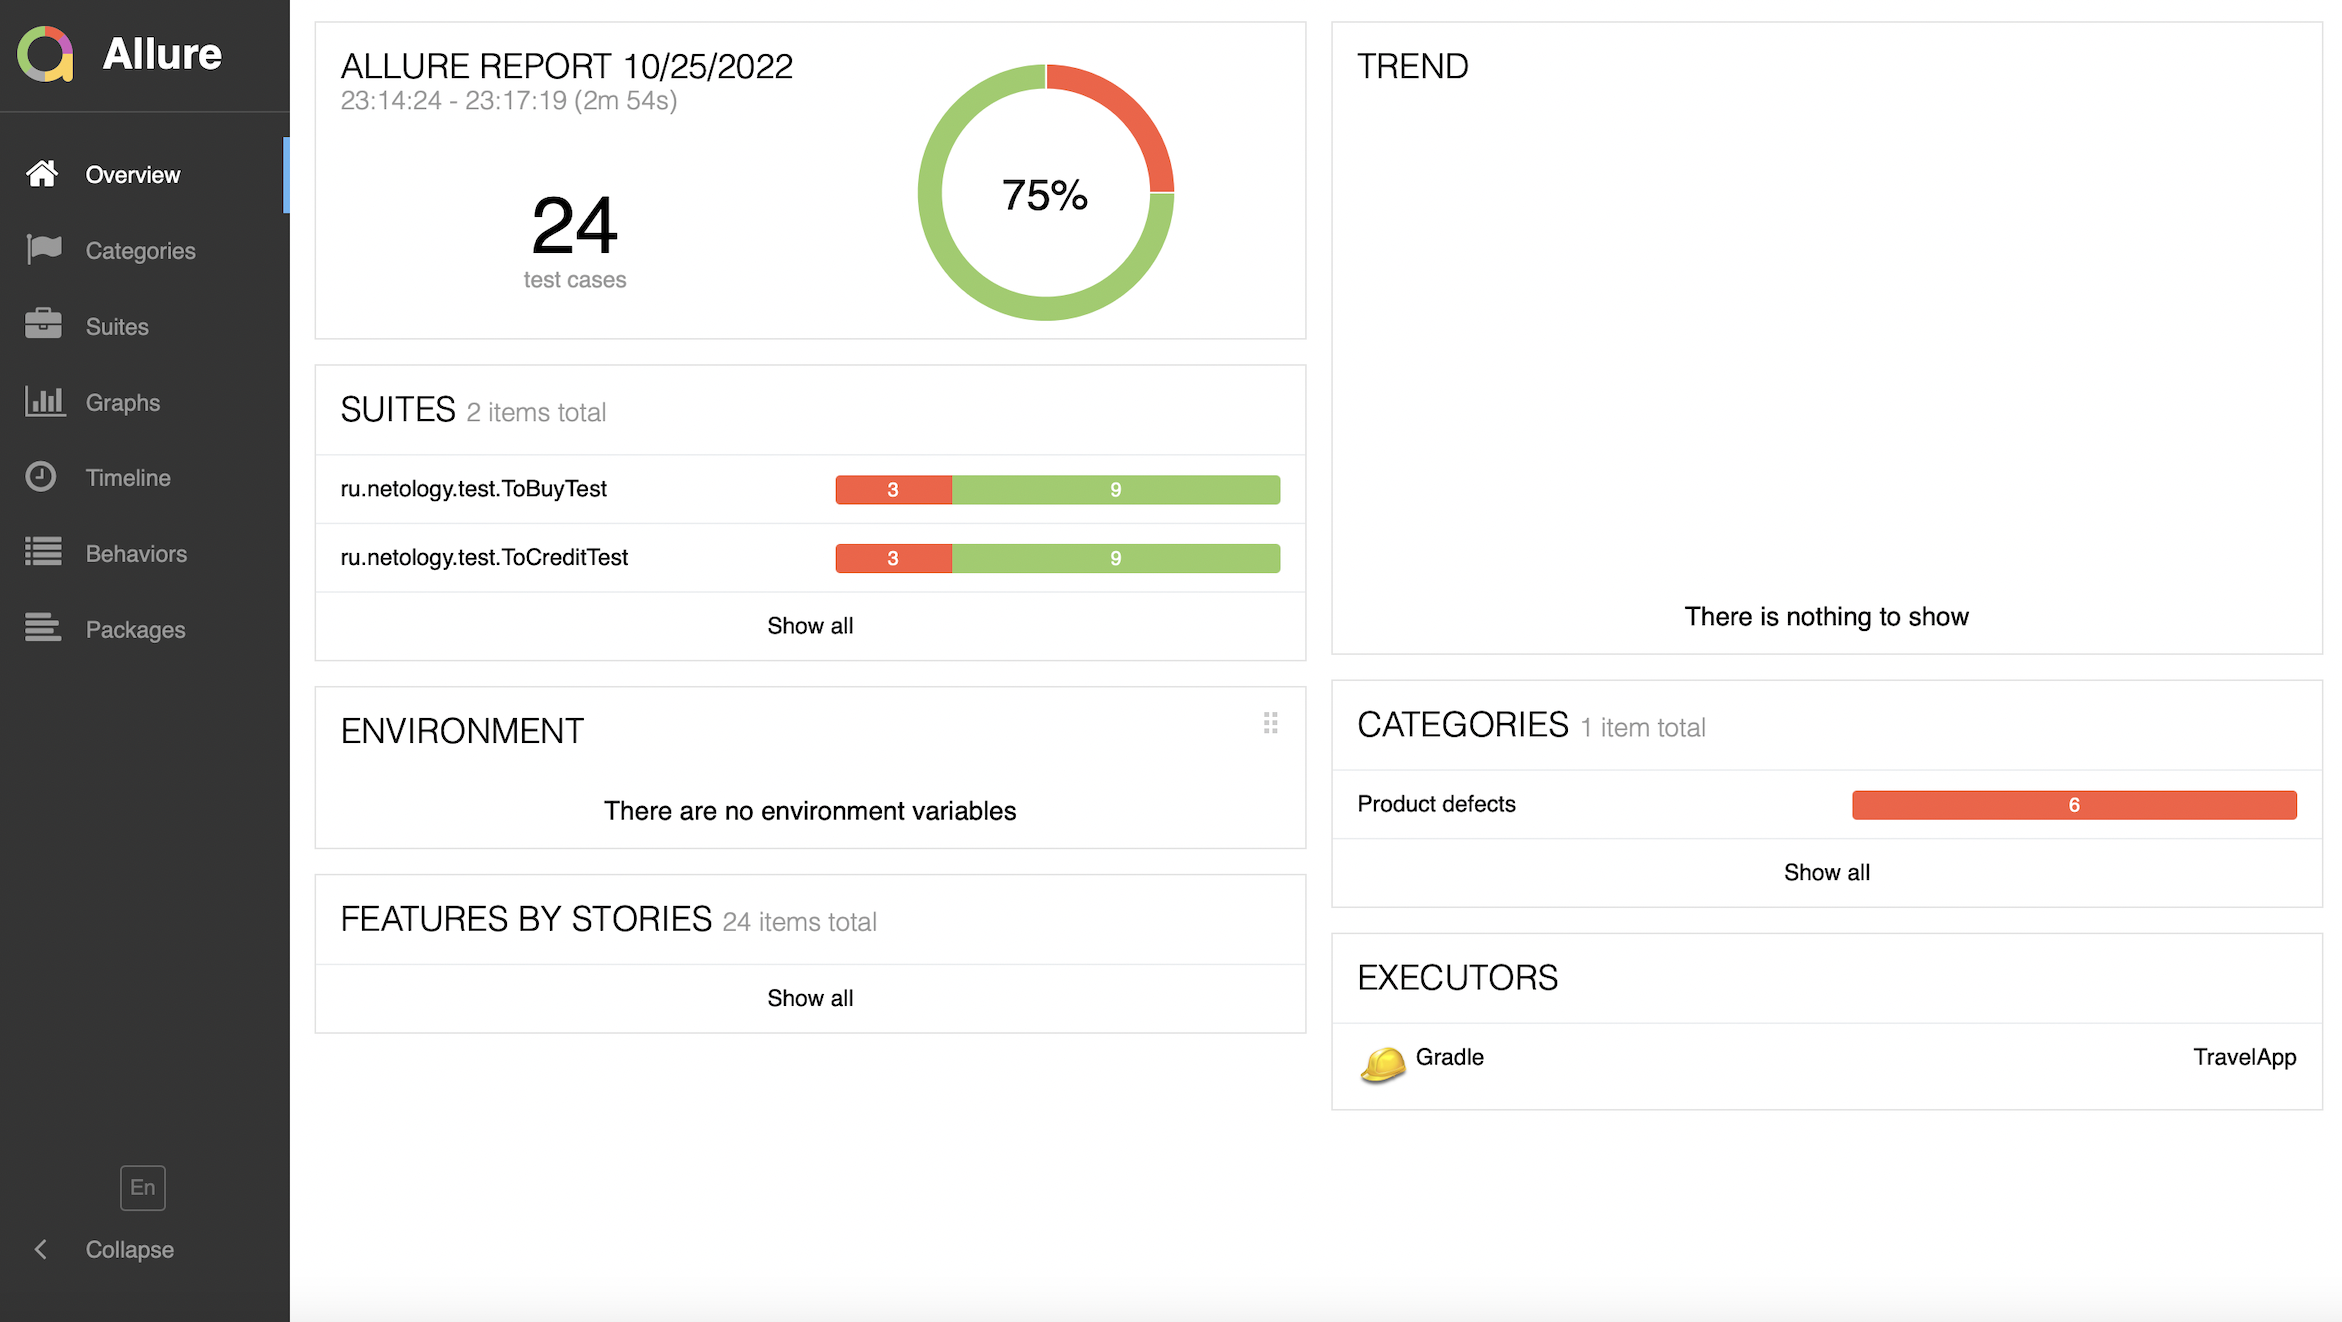 Allure
Overview
Categories
Suites
Graphs
Timeline
Behaviors
Packages
En
Collapse
ALLURE REPORT 10/25/2022
23:14:24 - 23:17:19 (2m 54s)
24
test cases
75%
SUITES 2 items total
ru.netology.test.ToBuyTest 3 9
ru.netology.test.ToCreditTest 3 9
Show all
ENVIRONMENT
There are no environment variables
FEATURES BY STORIES 24 items total
Show all
TREND
There is nothing to show
CATEGORIES 1 item total
Product defects 6
Show all
EXECUTORS
Gradle TravelApp